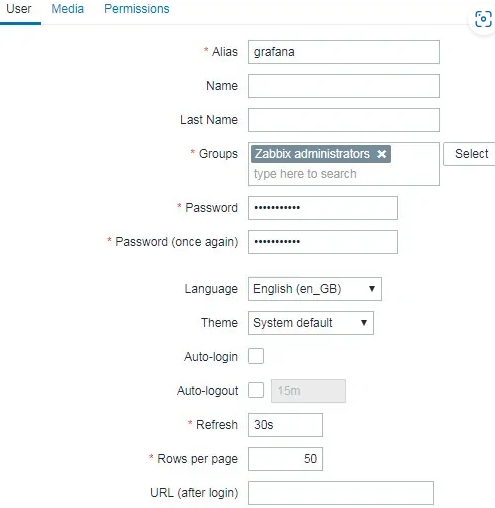 User Media Permissions
* Alias grafana
Name
Last Name
* Groups Zabbix administrators ✖ Select
type here to search
* Password •••••••••••
* Password (once again) •••••••••••
Language English (en_GB) ▼
Theme System default ▼
Auto-login
Auto-logout 15m
* Refresh 30s
* Rows per page 50
URL (after login)